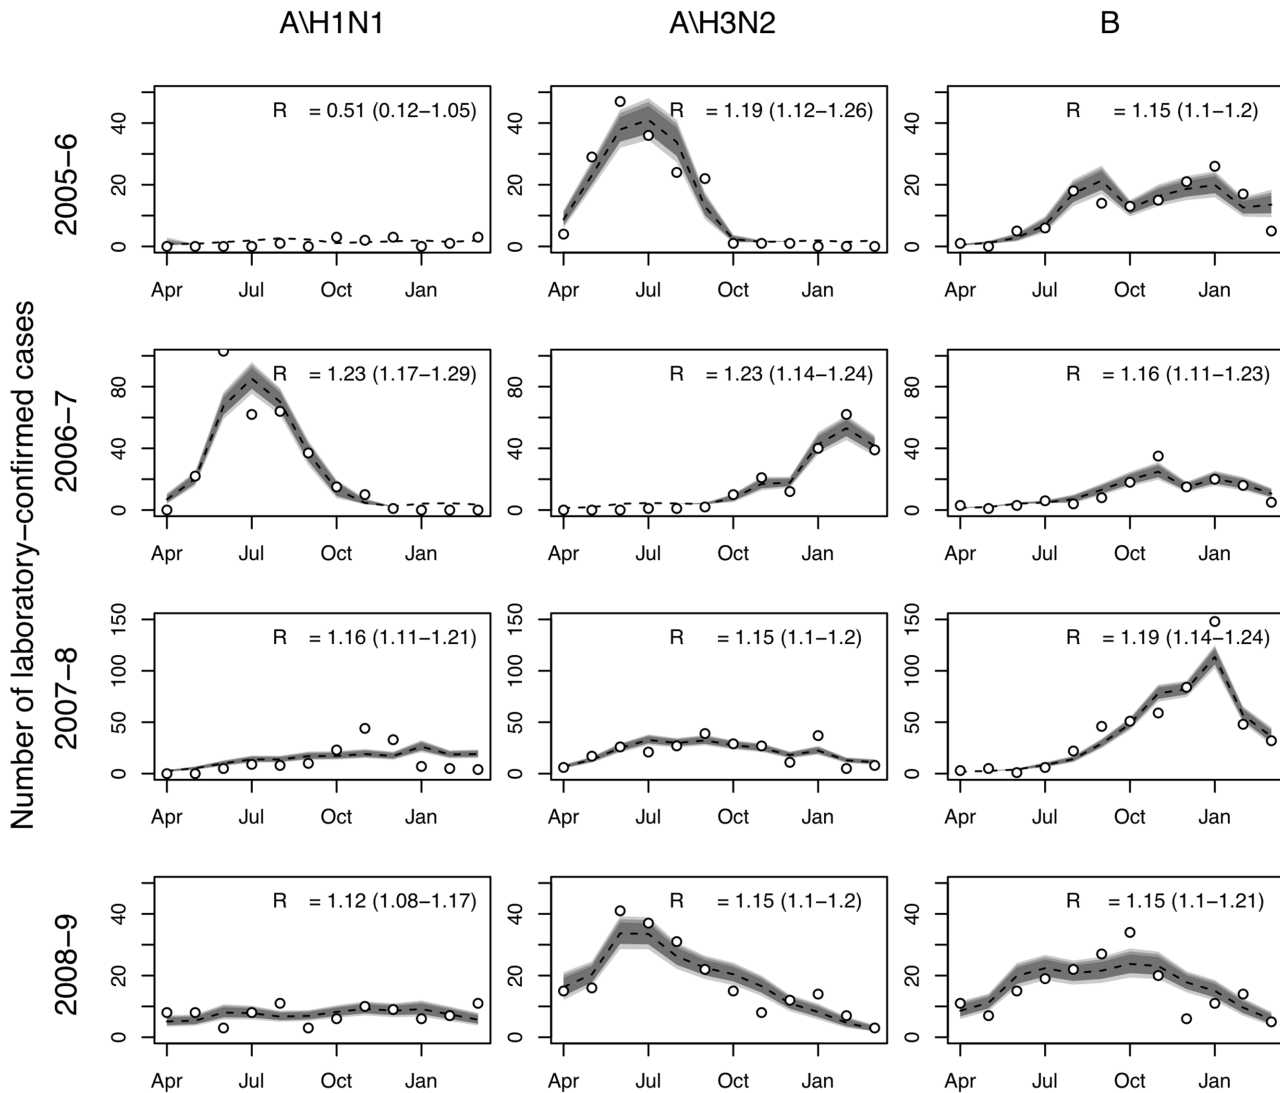 A\H1N1 A\H3N2 B
Number of laboratory−confirmed cases
2005−6
R = 0.51 (0.12−1.05)
0 20 40
Apr Jul Oct Jan
R = 1.19 (1.12−1.26)
0 20 40
Apr Jul Oct Jan
R = 1.15 (1.1−1.2)
0 20 40
Apr Jul Oct Jan
2006−7
R = 1.23 (1.17−1.29)
0 40 80
Apr Jul Oct Jan
R = 1.23 (1.14−1.24)
0 40 80
Apr Jul Oct Jan
R = 1.16 (1.11−1.23)
0 40 80
Apr Jul Oct Jan
2007−8
R = 1.16 (1.11−1.21)
0 50 100 150
Apr Jul Oct Jan
R = 1.15 (1.1−1.2)
0 50 100 150
Apr Jul Oct Jan
R = 1.19 (1.14−1.24)
0 50 100 150
Apr Jul Oct Jan
2008−9
R = 1.12 (1.08−1.17)
0 20 40
Apr Jul Oct Jan
R = 1.15 (1.1−1.2)
0 20 40
Apr Jul Oct Jan
R = 1.15 (1.1−1.21)
0 20 40
Apr Jul Oct Jan